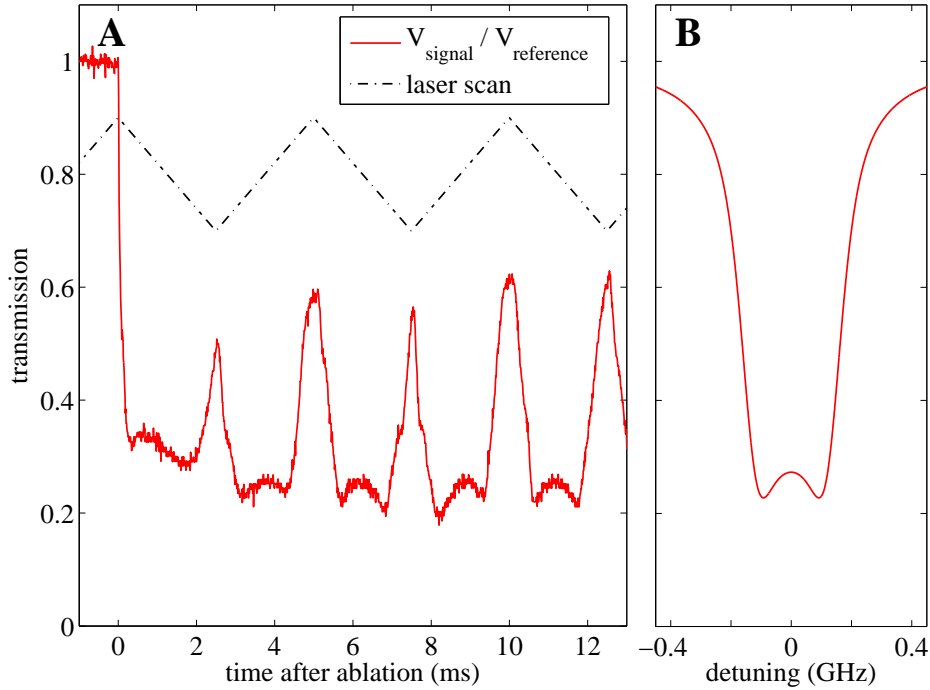 A
B
V_signal / V_reference
laser scan
transmission
1
0.8
0.6
0.4
0.2
0
0 2 4 6 8 10 12
time after ablation (ms)
−0.4 0 0.4
detuning (GHz)